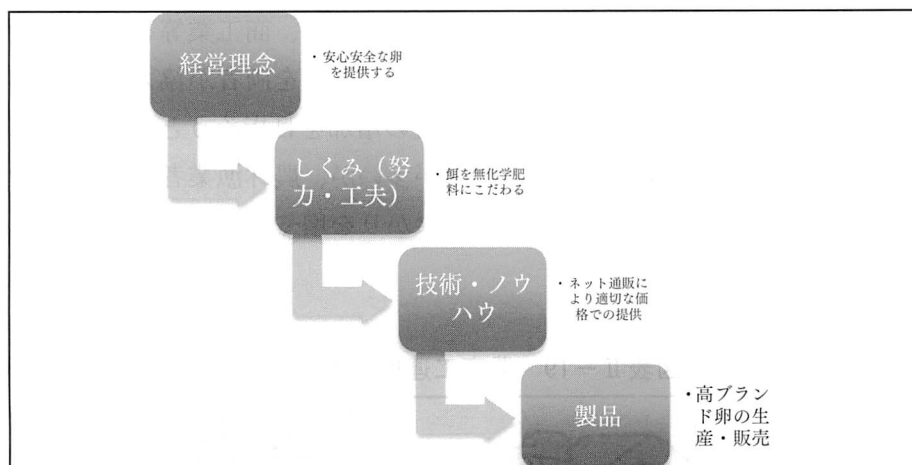 経営理念
・安心安全な卵
を提供する
しくみ（努
力・工夫）
・餌を無化学肥
料にこだわる
技術・ノウ
ハウ
・ネット通販に
より適切な価
格での提供
製品
・高ブラン
ド卵の生
産・販売